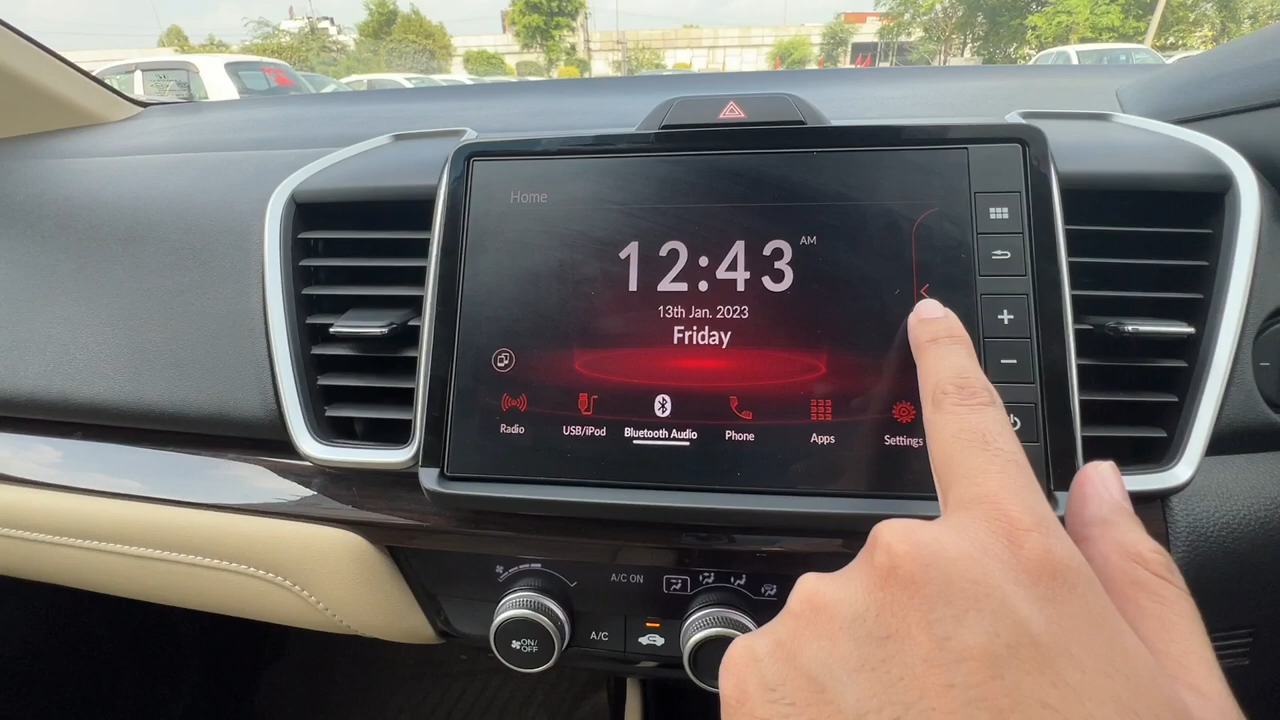 Home
12:43 AM
13th Jan. 2023
Friday
Radio
USB/iPod
Bluetooth Audio
Phone
Apps
Settings
A/C ON
ON/
OFF
A/C